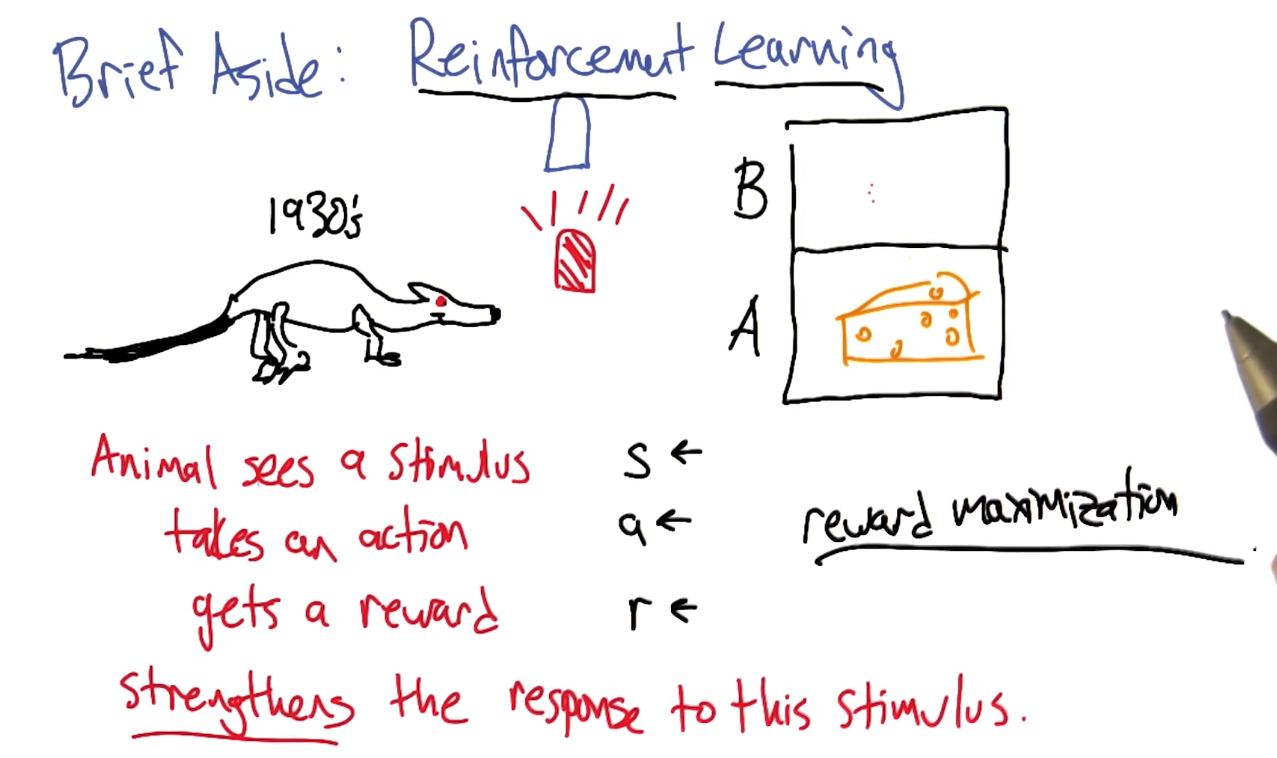 Brief Aside: Reinforcement Learning
1930's
B
A
Animal sees a stimulus s ←
takes an action a ←
gets a reward r ←
reward maximization
strengthens the response to this stimulus.